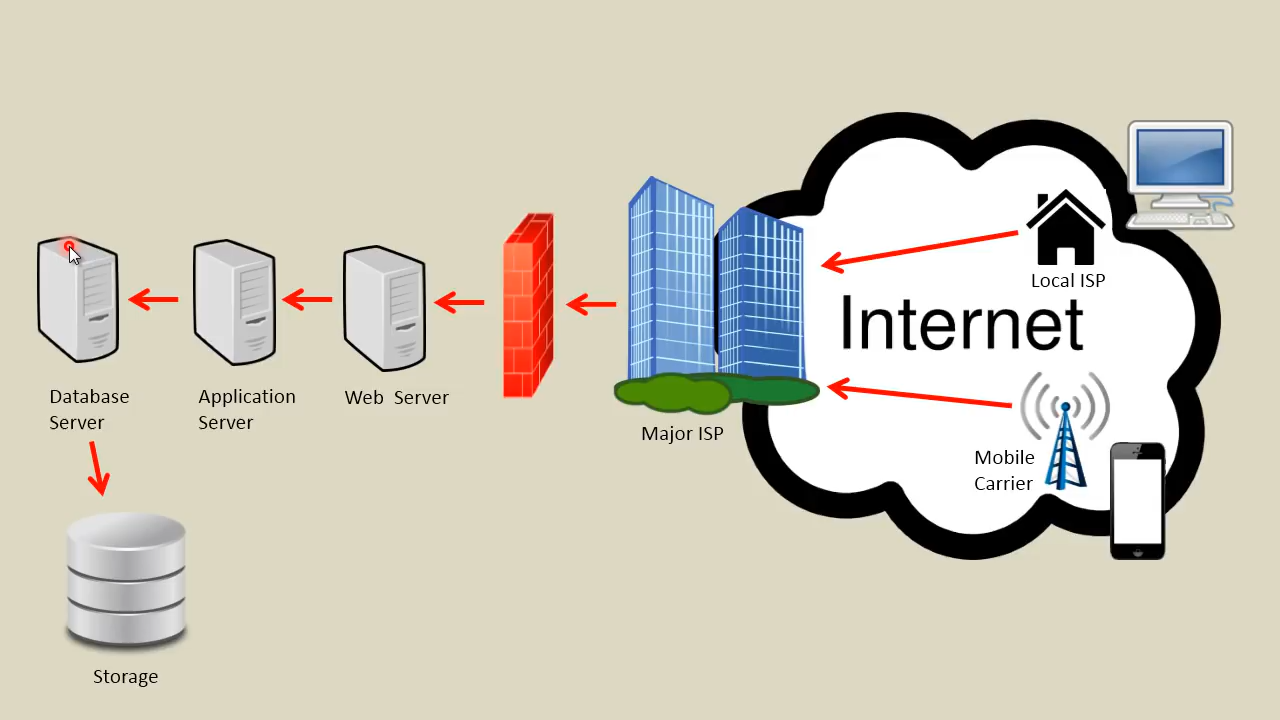 Local ISP
Internet
Database
Server
Application
Server
Web  Server
Major ISP
Mobile
Carrier
Storage